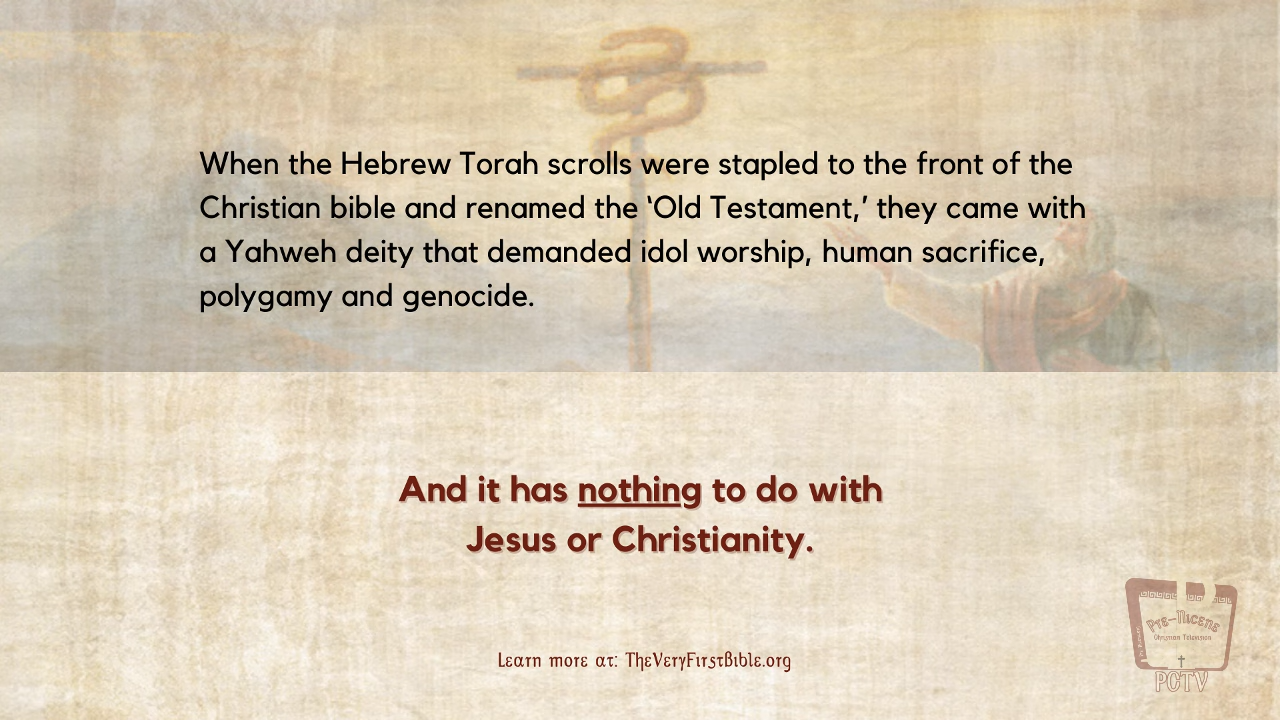 When the Hebrew Torah scrolls were stapled to the front of the
Christian bible and renamed the ‘Old Testament,’ they came with
a Yahweh deity that demanded idol worship, human sacrifice,
polygamy and genocide.
And it has nothing to do with
Jesus or Christianity.
Learn more at: TheVeryFirstBible.org
Pre-Nicene
Television
PCTV